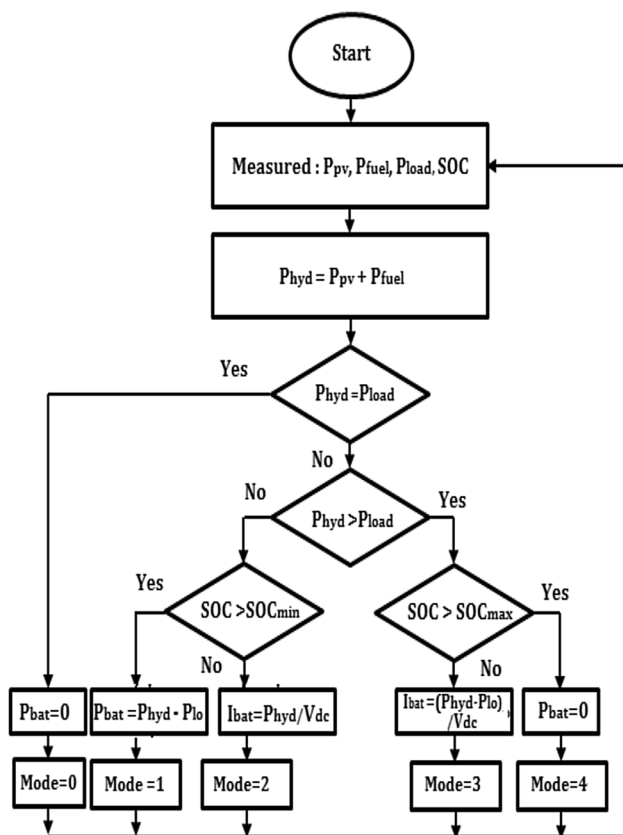 Start
Measured : Ppv, Pfuel, Pload, SOC
Phyd = Ppv + Pfuel
Yes
Phyd =Pload
No
No
Yes
Phyd >Pload
Yes
Yes
SOC >SOCmin
SOC > SOCmax
No
No
Pbat=0
Pbat =Phyd - Plo
Ibat=Phyd/Vdc
Ibat=(Phyd-Plo)
/Vdc
Pbat=0
Mode=0
Mode =1
Mode=2
Mode=3
Mode=4